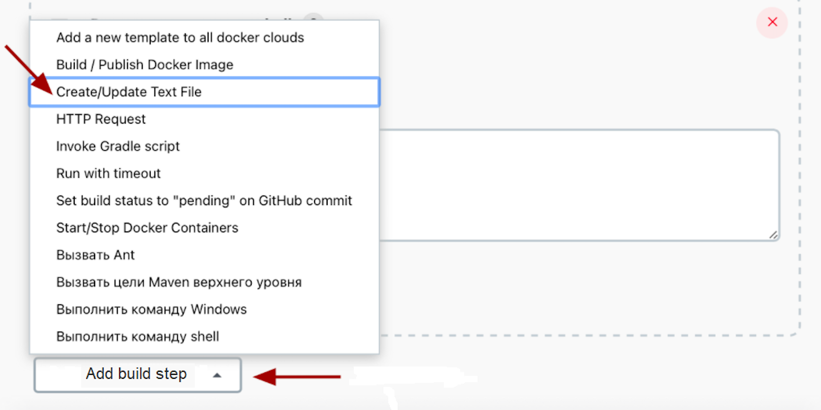 Add a new template to all docker clouds
Build / Publish Docker Image
Create/Update Text File
HTTP Request
Invoke Gradle script
Run with timeout
Set build status to "pending" on GitHub commit
Start/Stop Docker Containers
Вызвать Ant
Вызвать цели Maven верхнего уровня
Выполнить команду Windows
Выполнить команду shell
Add build step